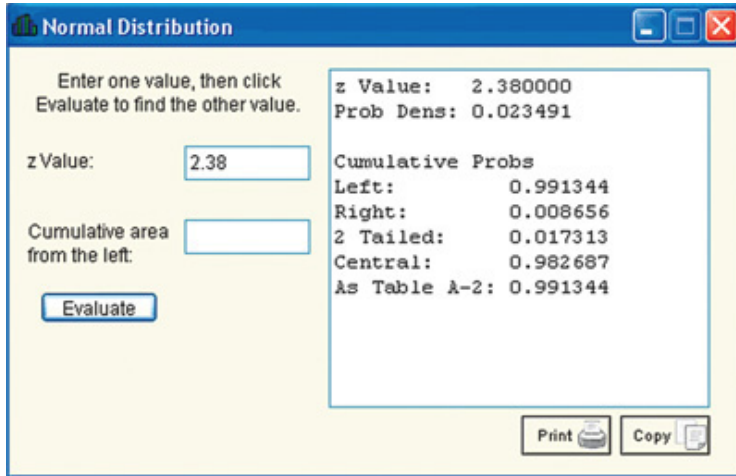 Normal Distribution
Enter one value, then click
Evaluate to find the other value.
z Value:
2.38
Cumulative area
from the left:
Evaluate
z Value: 2.380000
Prob Dens: 0.023491
Cumulative Probs
Left: 0.991344
Right: 0.008656
2 Tailed: 0.017313
Central: 0.982687
As Table A-2: 0.991344
Print
Copy